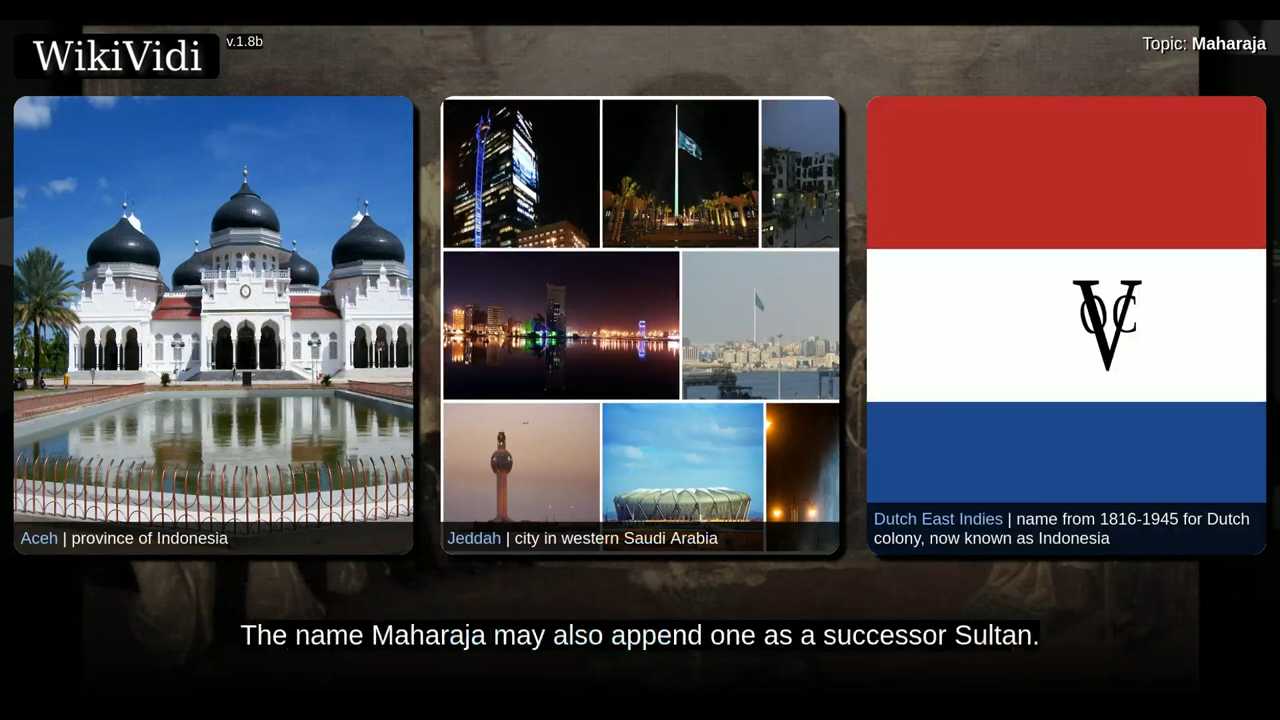 WikiVidi
v.1.8b
Topic: Maharaja
VOC
Aceh | province of Indonesia
Jeddah | city in western Saudi Arabia
Dutch East Indies | name from 1816-1945 for Dutch
colony, now known as Indonesia
The name Maharaja may also append one as a successor Sultan.